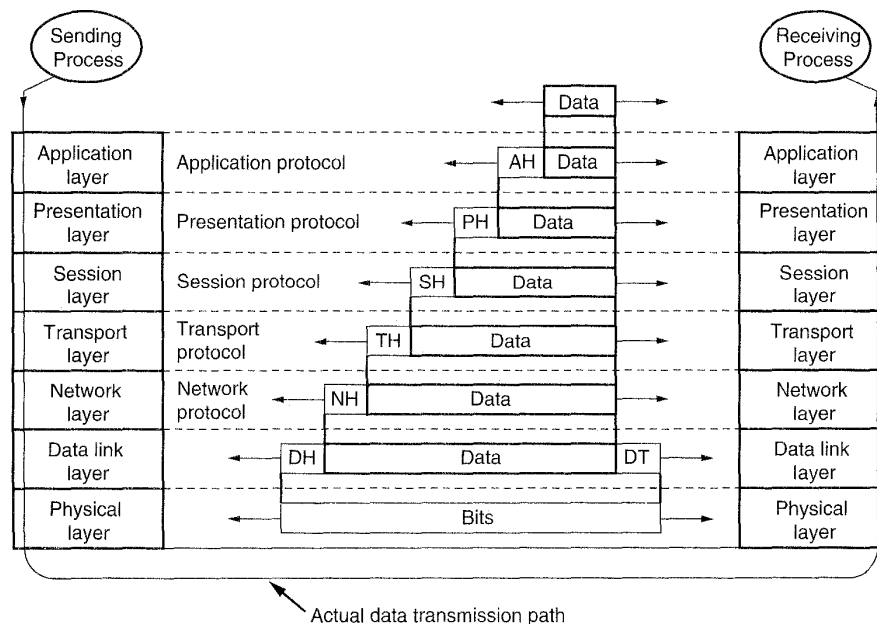 Sending
Process
Receiving
Process
Data
Application
layer
Application protocol
AH
Data
Application
layer
Presentation
layer
Presentation protocol
PH
Data
Presentation
layer
Session
layer
Session protocol
SH
Data
Session
layer
Transport
layer
Transport
protocol
TH
Data
Transport
layer
Network
layer
Network
protocol
NH
Data
Network
layer
Data link
layer
DH
Data
DT
Data link
layer
Physical
layer
Bits
Physical
layer
Actual data transmission path